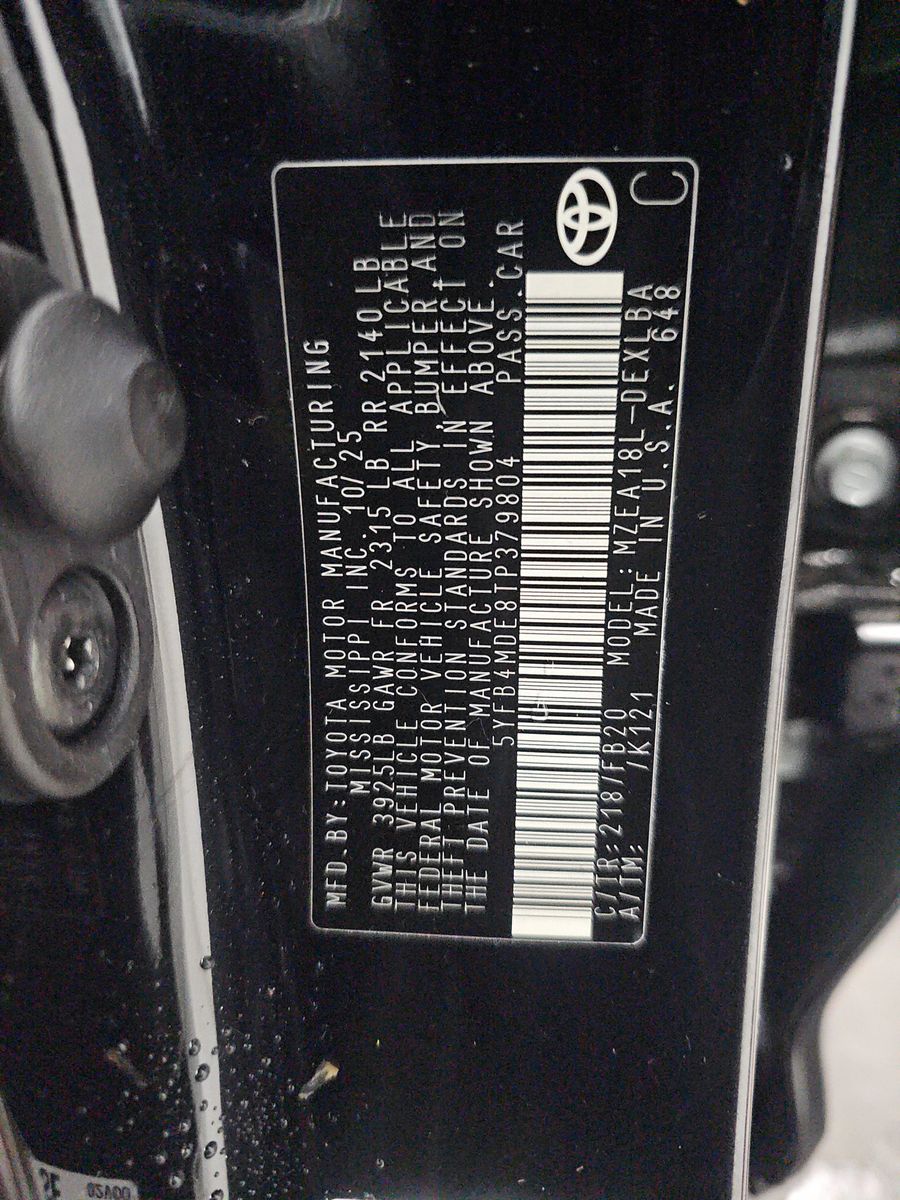 MFD.BY:TOYOTA MOTOR MANUFACTURING
MISSISSIPPI INC. 10/25
GVWR 3925LB GAWR FR 2315 LB RR 2140LB
THIS VEHICLE CONFORMS TO ALL APPLICABLE
FEDERAL MOTOR VEHICLE SAFETY, BUMPER AND
THEFT PREVENTION STANDARDS IN EFFECT ON
THE DATE OF MANUFACTURE SHOWN ABOVE.
5YFB4MDE8TP379804 PASS.CAR
C/TR:218/FB20 MODEL:MZEA18L-DEXLBA
A/TM: /K121 MADE IN U.S.A. 648
C